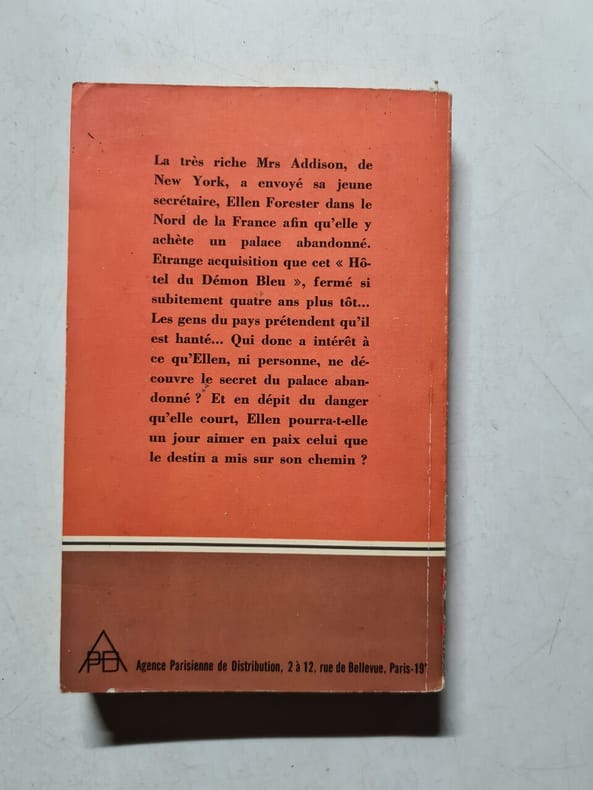 La très riche Mrs Addison, de
New York, a envoyé sa jeune
secrétaire, Ellen Forester dans le
Nord de la France afin qu'elle y
achète un palace abandonné.
Etrange acquisition que cet « Hô-
tel du Démon Bleu », fermé si
subitement quatre ans plus tôt...
Les gens du pays prétendent qu'il
est hanté... Qui donc a intérêt à
ce qu'Ellen, ni personne, ne dé-
couvre le secret du palace aban-
donné ? Et en dépit du danger
qu'elle court, Ellen pourra-t-elle
un jour aimer en paix celui que
le destin a mis sur son chemin ?
APD
Agence Parisienne de Distribution, 2 à 12, rue de Bellevue, Paris-19'